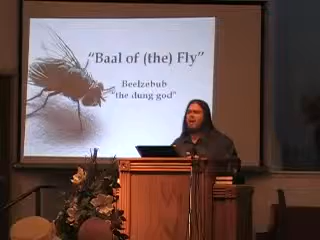 “Baal of (the) Fly”
Beelzebub
“the dung god”